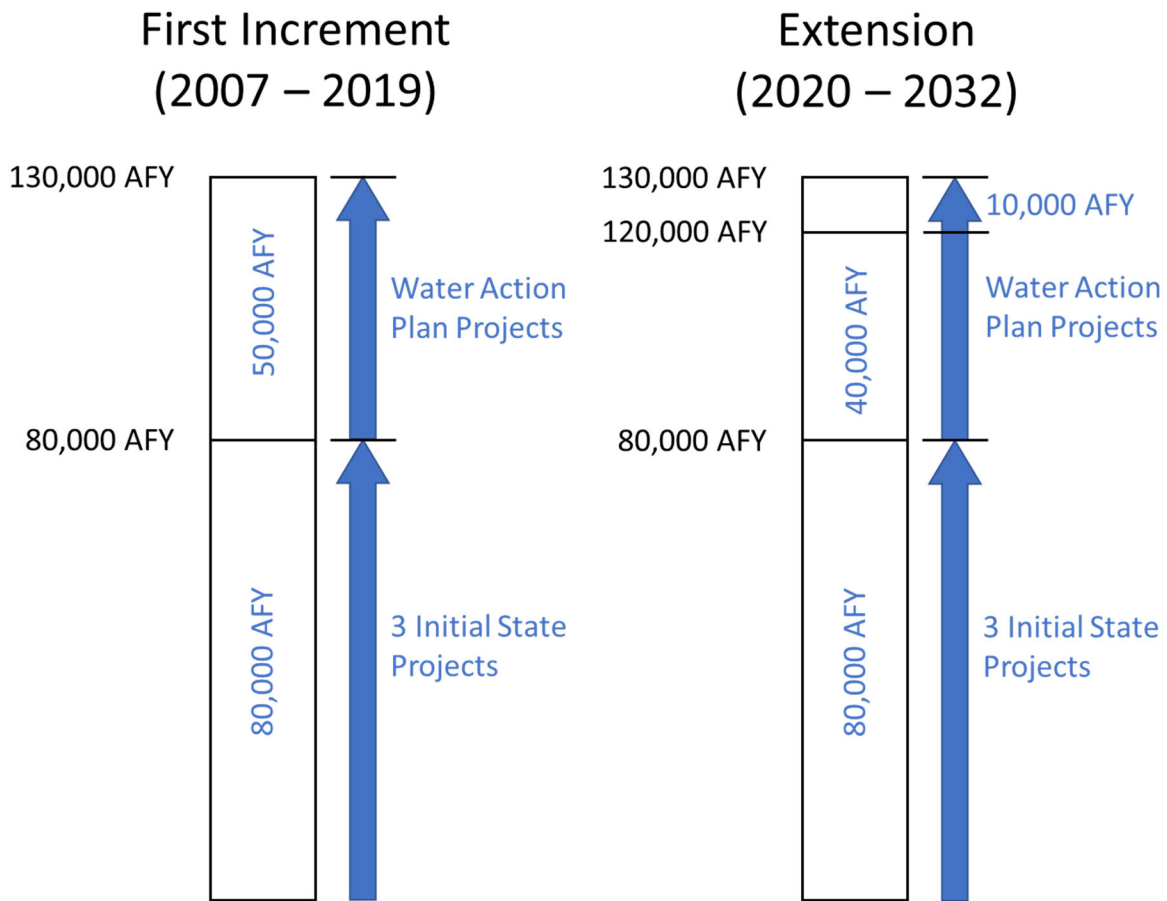 First Increment
(2007 – 2019)
130,000 AFY
50,000 AFY
Water Action
Plan Projects
80,000 AFY
80,000 AFY
3 Initial State
Projects
Extension
(2020 – 2032)
130,000 AFY
10,000 AFY
120,000 AFY
40,000 AFY
Water Action
Plan Projects
80,000 AFY
80,000 AFY
3 Initial State
Projects